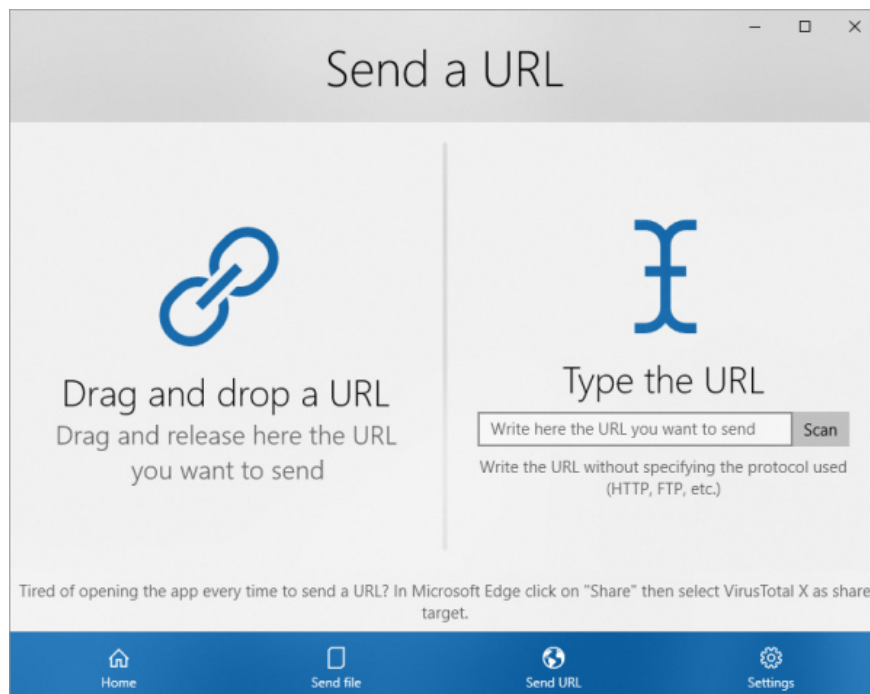 Send a URL
Drag and drop a URL
Drag and release here the URL
you want to send
Type the URL
Write here the URL you want to send
Scan
Write the URL without specifying the protocol used
(HTTP, FTP, etc.)
Tired of opening the app every time to send a URL? In Microsoft Edge click on "Share" then select VirusTotal X as share
target.
Home
Send file
Send URL
Settings